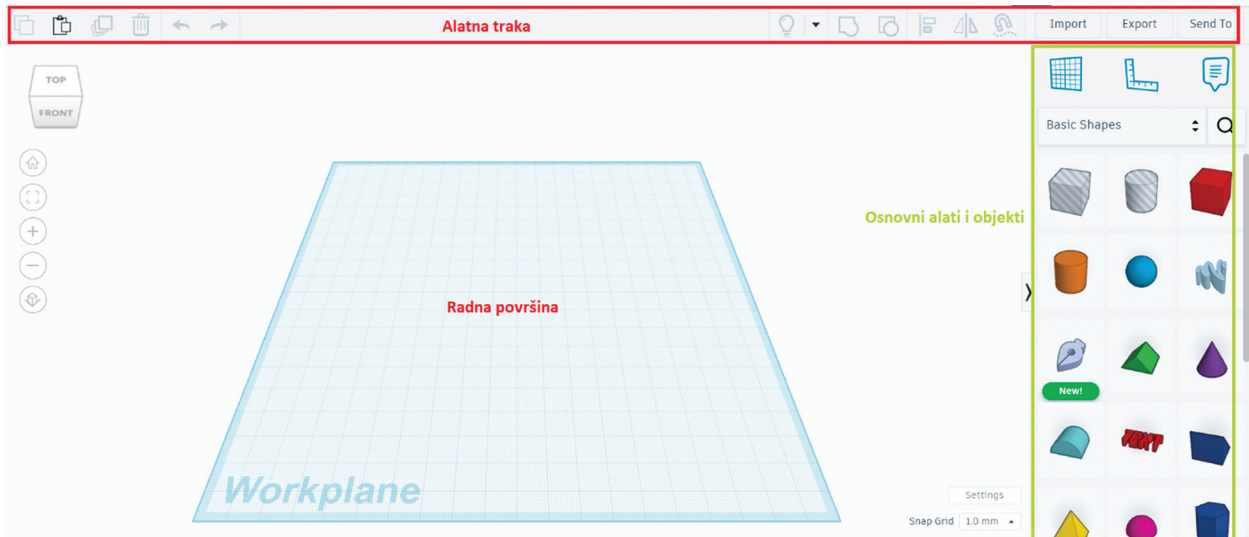 Alatna traka
Import
Export
Send To
TOP
FRONT
Basic Shapes
Osnovni alati i objekti
Radna površina
New!
TEXT
Workplane
Settings
Snap Grid 1.0 mm